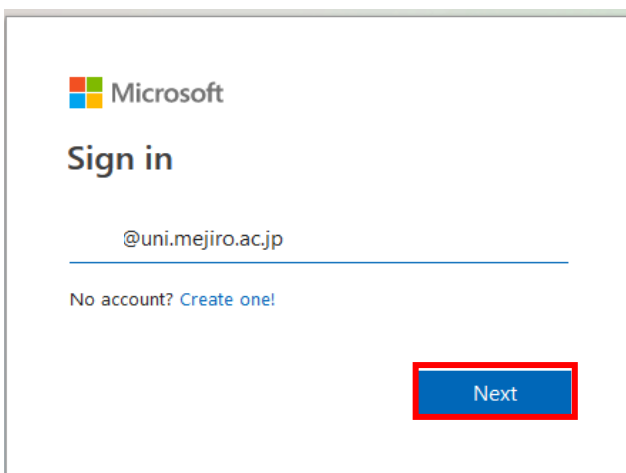 Microsoft
Sign in
@uni.mejiro.ac.jp
No account? Create one!
Next